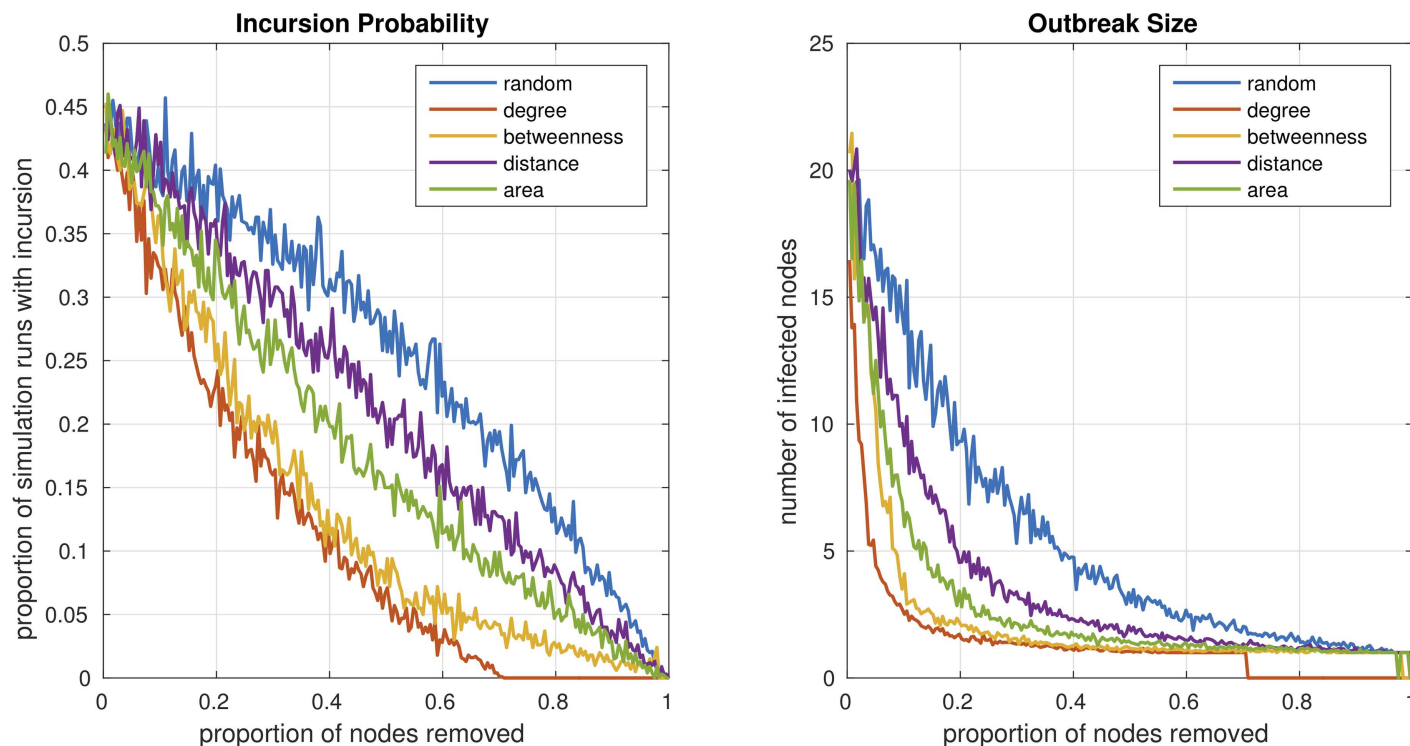 Incursion Probability
0.5
0.45
0.4
0.35
0.3
0.25
0.2
0.15
0.1
0.05
0
proportion of simulation runs with incursion
random
degree
betweenness
distance
area
0
0.2
0.4
0.6
0.8
1
proportion of nodes removed
Outbreak Size
25
20
15
10
5
0
number of infected nodes
random
degree
betweenness
distance
area
0
0.2
0.4
0.6
0.8
proportion of nodes removed